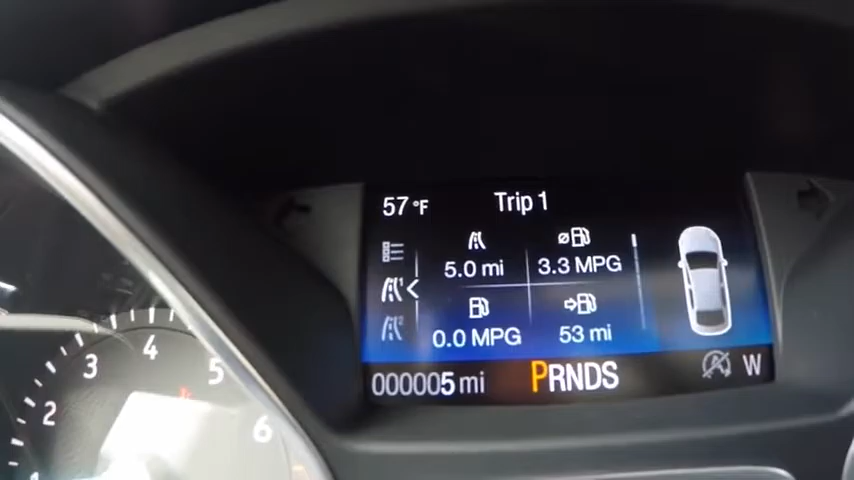 57 °F Trip 1
5.0 mi ø 3.3 MPG
1
0.0 MPG 53 mi
2
000005 mi PRNDS A W
2 3 4 5 6